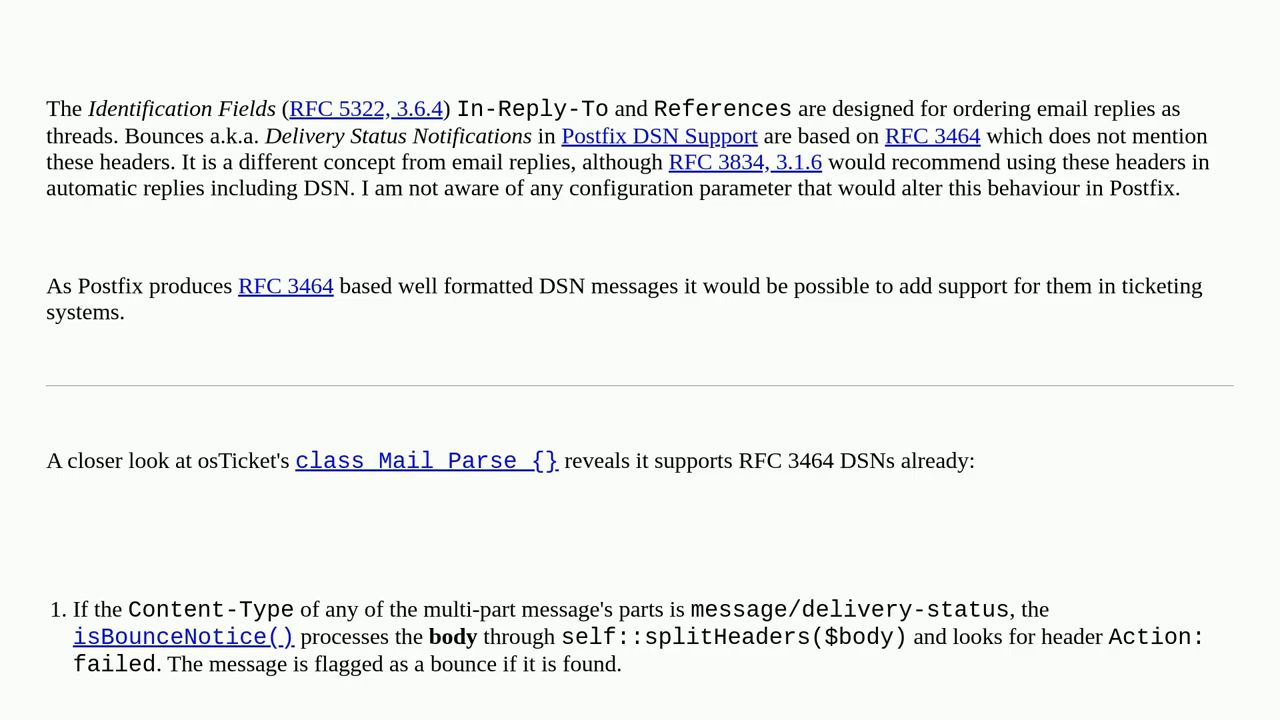 The Identification Fields (RFC 5322, 3.6.4) In-Reply-To and References are designed for ordering email replies as
threads. Bounces a.k.a. Delivery Status Notifications in Postfix DSN Support are based on RFC 3464 which does not mention
these headers. It is a different concept from email replies, although RFC 3834, 3.1.6 would recommend using these headers in
automatic replies including DSN. I am not aware of any configuration parameter that would alter this behaviour in Postfix.
As Postfix produces RFC 3464 based well formatted DSN messages it would be possible to add support for them in ticketing
systems.
A closer look at osTicket's class Mail_Parse {} reveals it supports RFC 3464 DSNs already:
1. If the Content-Type of any of the multi-part message's parts is message/delivery-status, the
isBounceNotice() processes the body through self::splitHeaders($body) and looks for header Action:
failed. The message is flagged as a bounce if it is found.